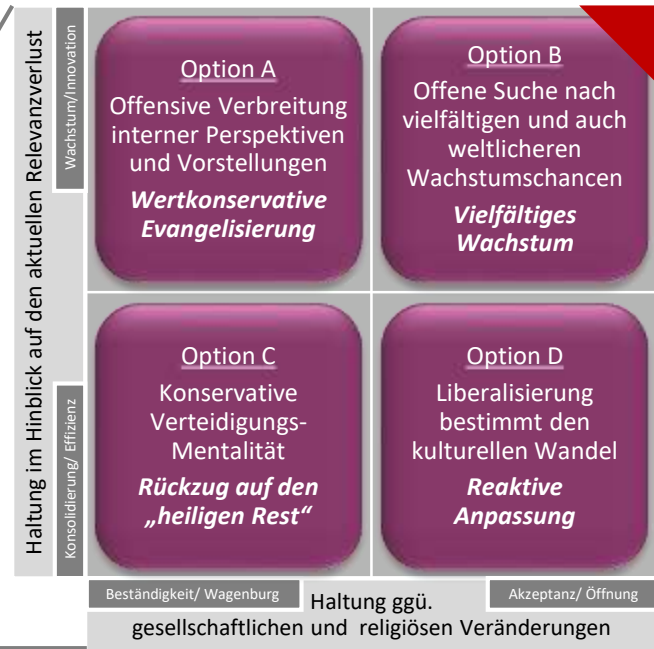 Haltung im Hinblick auf den aktuellen Relevanzverlust
Wachstum/Innovation
Konsolidierung/ Effizienz
Option A
Offensive Verbreitung
interner Perspektiven
und Vorstellungen
Wertkonservative
Evangelisierung
Option B
Offene Suche nach
vielfältigen und auch
weltlicheren
Wachstumschancen
Vielfältiges
Wachstum
Option C
Konservative
Verteidigungs-
Mentalität
Rückzug auf den
„heiligen Rest“
Option D
Liberalisierung
bestimmt den
kulturellen Wandel
Reaktive
Anpassung
Beständigkeit/ Wagenburg
Akzeptanz/ Öffnung
Haltung ggü.
gesellschaftlichen und religiösen Veränderungen